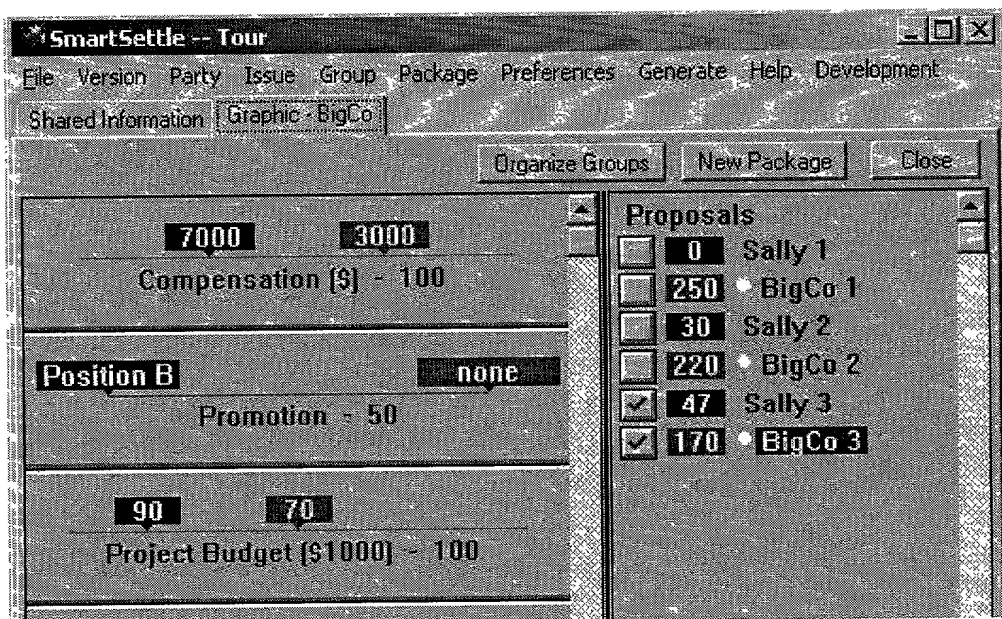 SmartSettle -- Tour
File Version Party Issue Group Package Preferences Generate Help Development
Shared Information Graphic - BigCo
Organize Groups New Package Close
7000 3000
Compensation ($) - 100
Position B none
Promotion - 50
90 70
Project Budget ($1000) - 100
Proposals
0 Sally 1
250 BigCo 1
30 Sally 2
220 BigCo 2
47 Sally 3
170 BigCo 3